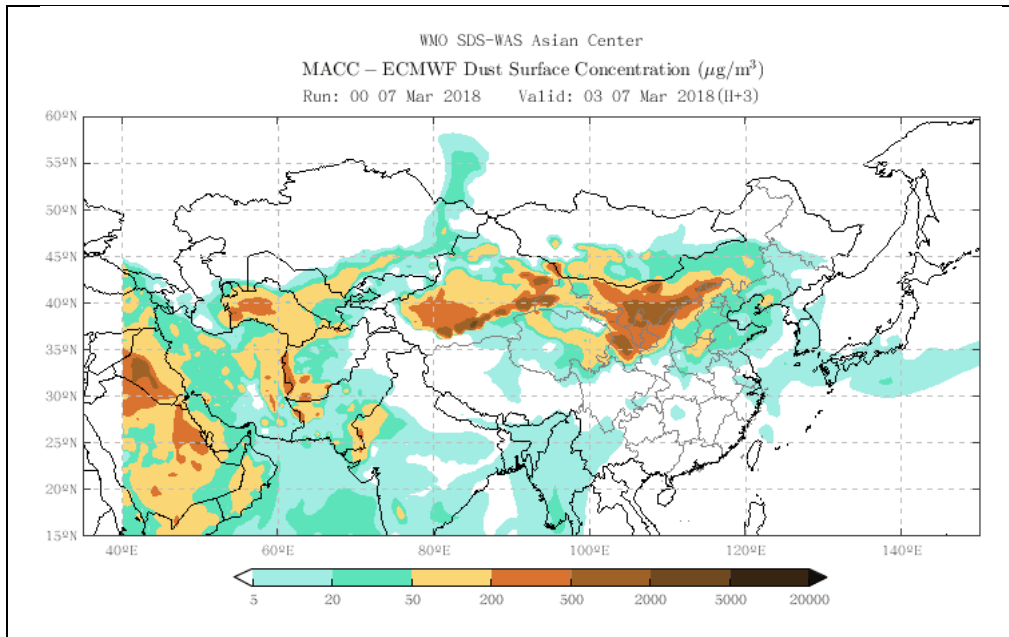 WMO SDS-WAS Asian Center
MACC – ECMWF Dust Surface Concentration (μg/m³)
Run: 00 07 Mar 2018 Valid: 03 07 Mar 2018(H+3)
60ºN
55ºN
50ºN
45ºN
40ºN
35ºN
30ºN
25ºN
20ºN
15ºN
40ºE 60ºE 80ºE 100ºE 120ºE 140ºE
5 20 50 200 500 2000 5000 20000